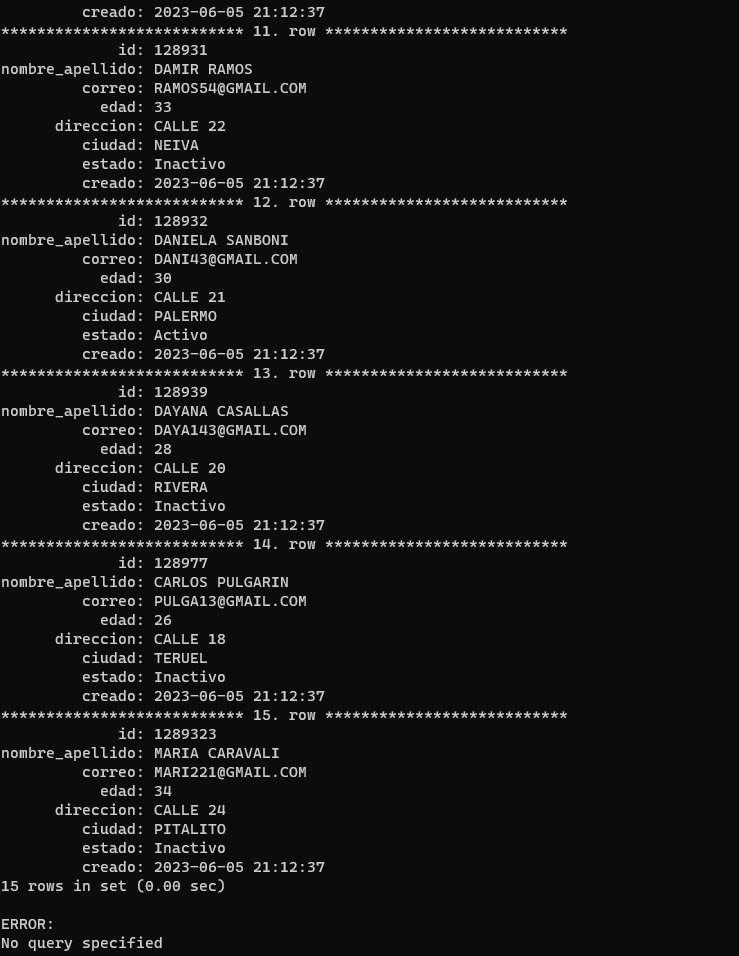 creado: 2023-06-05 21:12:37
*************************** 11. row ***************************
id: 128931
nombre_apellido: DAMIR RAMOS
correo: RAMOS54@GMAIL.COM
edad: 33
direccion: CALLE 22
ciudad: NEIVA
estado: Inactivo
creado: 2023-06-05 21:12:37
*************************** 12. row ***************************
id: 128932
nombre_apellido: DANIELA SANBONI
correo: DANI43@GMAIL.COM
edad: 30
direccion: CALLE 21
ciudad: PALERMO
estado: Activo
creado: 2023-06-05 21:12:37
*************************** 13. row ***************************
id: 128939
nombre_apellido: DAYANA CASALLAS
correo: DAYA143@GMAIL.COM
edad: 28
direccion: CALLE 20
ciudad: RIVERA
estado: Inactivo
creado: 2023-06-05 21:12:37
*************************** 14. row ***************************
id: 128977
nombre_apellido: CARLOS PULGARIN
correo: PULGA13@GMAIL.COM
edad: 26
direccion: CALLE 18
ciudad: TERUEL
estado: Inactivo
creado: 2023-06-05 21:12:37
*************************** 15. row ***************************
id: 1289323
nombre_apellido: MARIA CARAVALI
correo: MARI221@GMAIL.COM
edad: 34
direccion: CALLE 24
ciudad: PITALITO
estado: Inactivo
creado: 2023-06-05 21:12:37
15 rows in set (0.00 sec)
ERROR:
No query specified